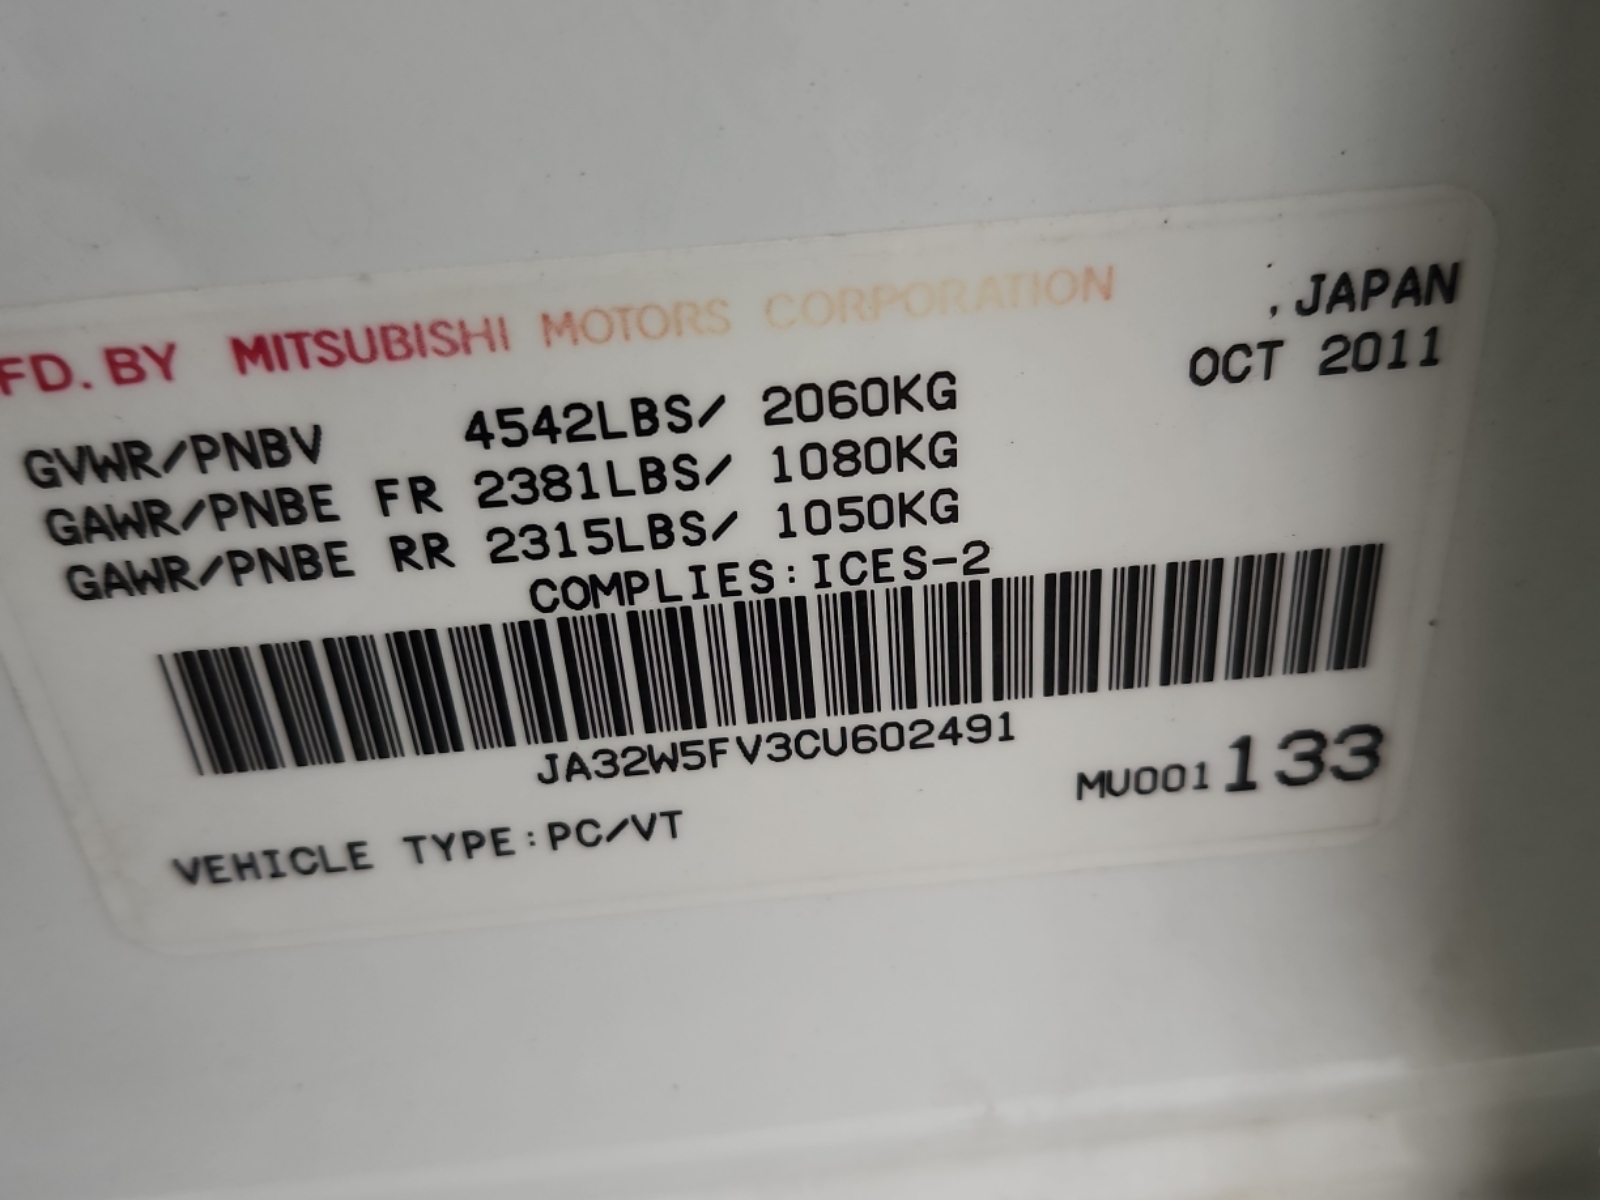 FD. BY MITSUBISHI MOTORS CORPORATION , JAPAN
OCT 2011
GVWR/PNBV 4542LBS/ 2060KG
GAWR/PNBE FR 2381LBS/ 1080KG
GAWR/PNBE RR 2315LBS/ 1050KG
COMPLIES:ICES-2
JA32W5FV3CU602491
MU001133
VEHICLE TYPE:PC/VT